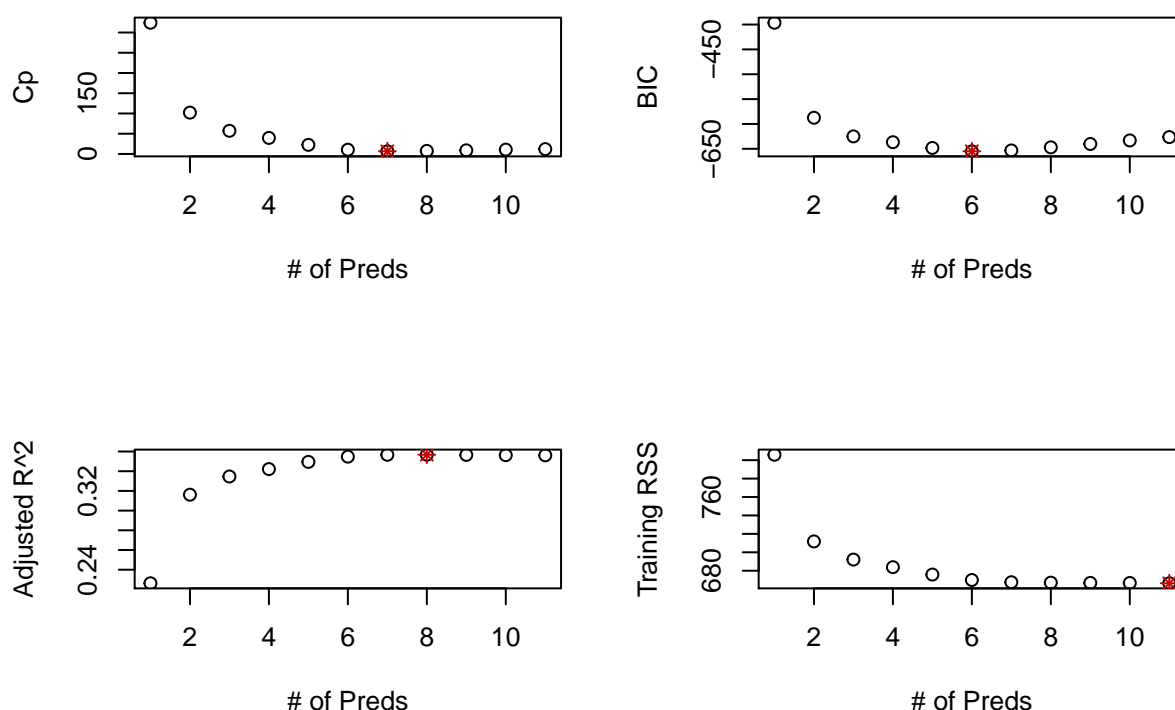 Cp
0 150
2 4 6 8 10
# of Preds
BIC
−650 −450
2 4 6 8 10
# of Preds
Adjusted R^2
0.24 0.32
2 4 6 8 10
# of Preds
Training RSS
680 760
2 4 6 8 10
# of Preds